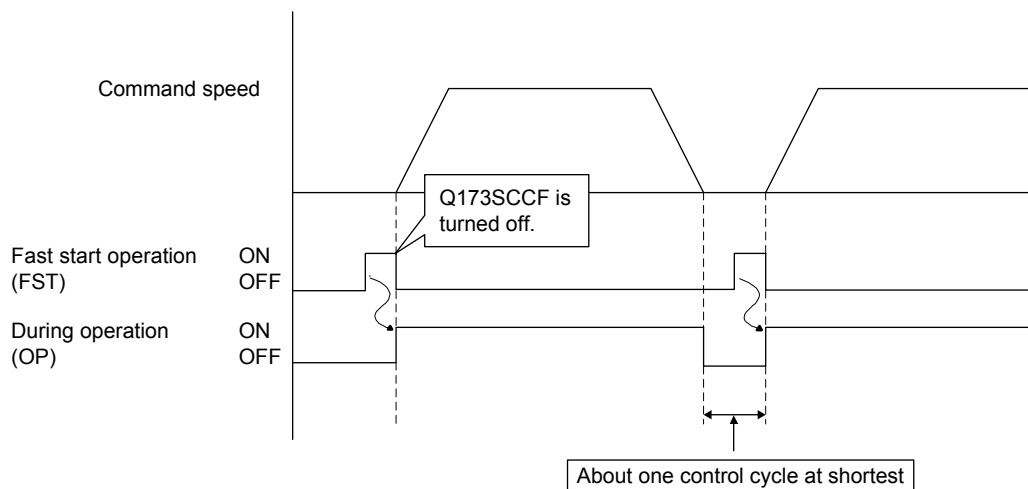 Command speed
Q173SCCF is
turned off.
Fast start operation ON
(FST) OFF
During operation ON
(OP) OFF
About one control cycle at shortest